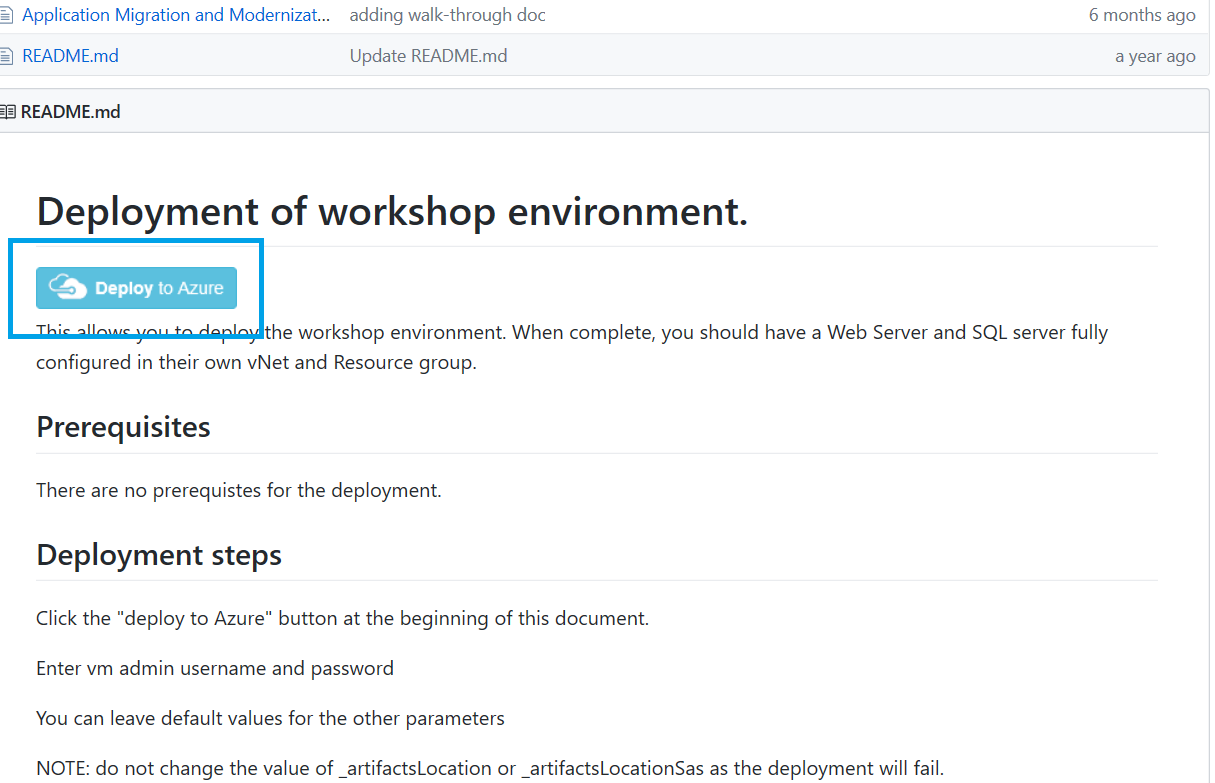 Application Migration and Modernizat... adding walk-through doc 6 months ago
README.md Update README.md a year ago
README.md
Deployment of workshop environment.
Deploy to Azure
This allows you to deploy the workshop environment. When complete, you should have a Web Server and SQL server fully
configured in their own vNet and Resource group.
Prerequisites
There are no prerequistes for the deployment.
Deployment steps
Click the "deploy to Azure" button at the beginning of this document.
Enter vm admin username and password
You can leave default values for the other parameters
NOTE: do not change the value of _artifactsLocation or _artifactsLocationSas as the deployment will fail.